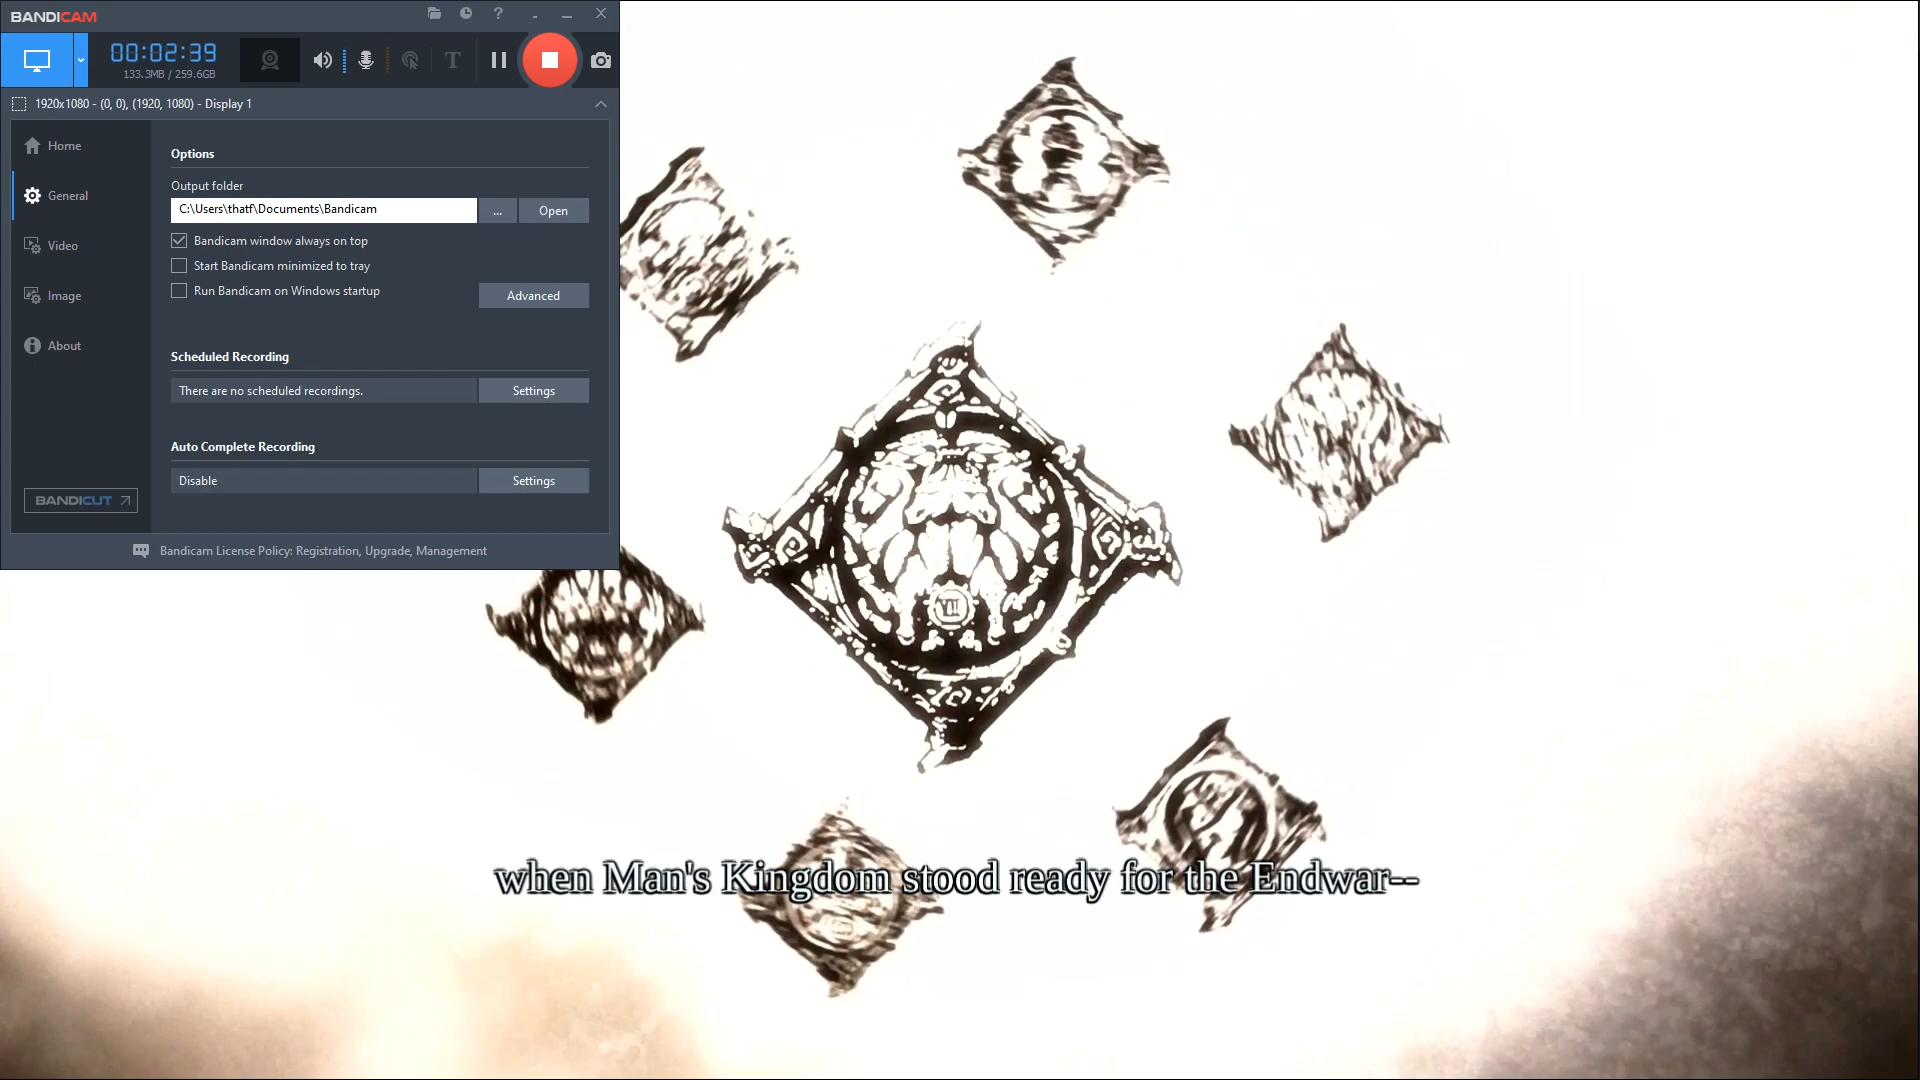 BANDICAM
00:02:39
133.3MB / 259.6GB
1920x1080 - (0, 0), (1920, 1080) - Display 1
Home
General
Video
Image
About
BANDICUT
Options
Output folder
C:\Users\thatf\Documents\Bandicam
...
Open
Bandicam window always on top
Start Bandicam minimized to tray
Run Bandicam on Windows startup
Advanced
Scheduled Recording
There are no scheduled recordings.
Settings
Auto Complete Recording
Disable
Settings
Bandicam License Policy: Registration, Upgrade, Management
VII
when Man's Kingdom stood ready for the Endwar--